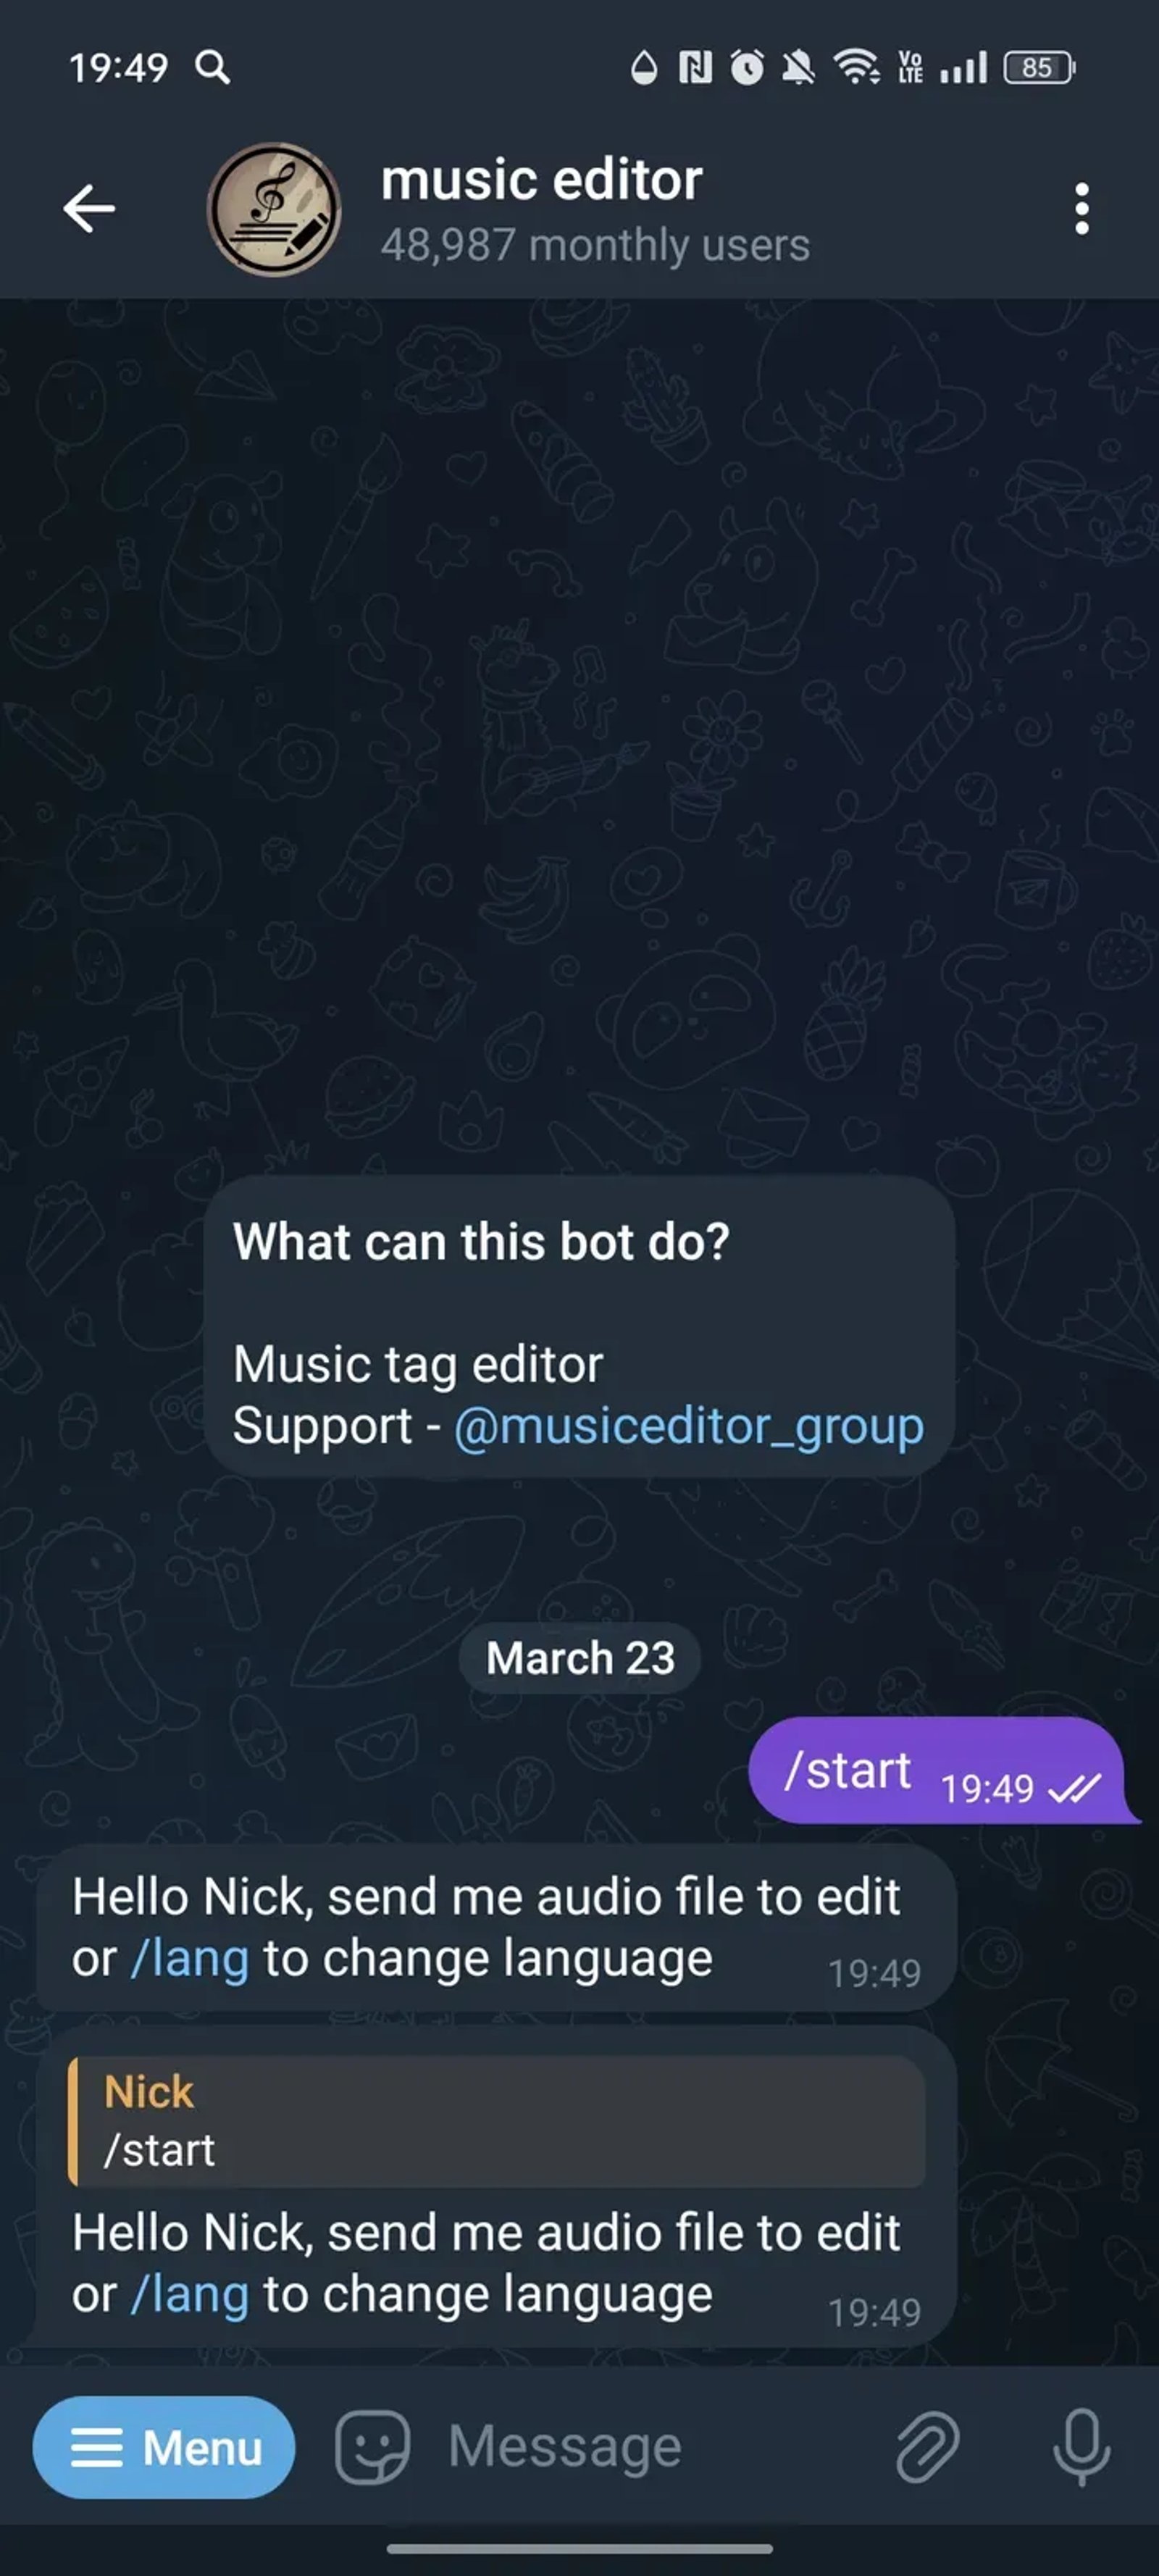 19:49
Vo
LTE
85
music editor
48,987 monthly users
What can this bot do?
Music tag editor
Support - @musiceditor_group
March 23
/start 19:49
Hello Nick, send me audio file to edit
or /lang to change language 19:49
Nick
/start
Hello Nick, send me audio file to edit
or /lang to change language 19:49
Menu
Message